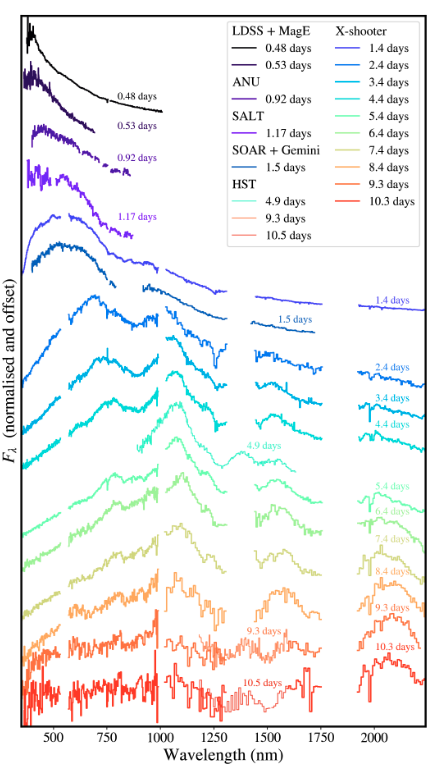 LDSS + MagE
0.48 days
0.53 days
ANU
0.92 days
SALT
1.17 days
SOAR + Gemini
1.5 days
HST
4.9 days
9.3 days
10.5 days
X-shooter
1.4 days
2.4 days
3.4 days
4.4 days
5.4 days
6.4 days
7.4 days
8.4 days
9.3 days
10.3 days
0.48 days
0.53 days
0.92 days
1.17 days
1.4 days
1.5 days
2.4 days
3.4 days
4.4 days
4.9 days
5.4 days
6.4 days
7.4 days
8.4 days
9.3 days
9.3 days
10.3 days
10.5 days
Fλ (normalised and offset)
500 750 1000 1250 1500 1750 2000
Wavelength (nm)